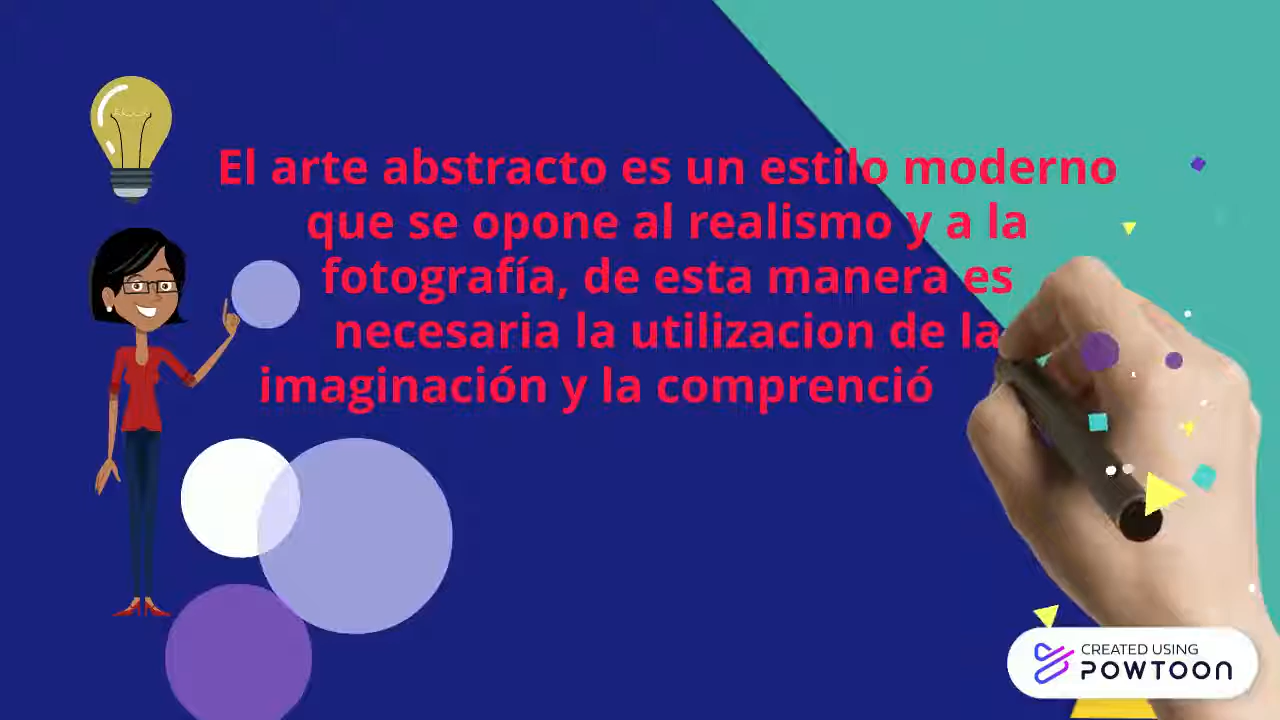 El arte abstracto es un estilo moderno
que se opone al realismo y a la
fotografía, de esta manera es
necesaria la utilizacion de la
imaginación y la comprenció
CREATED USING
POWTOON